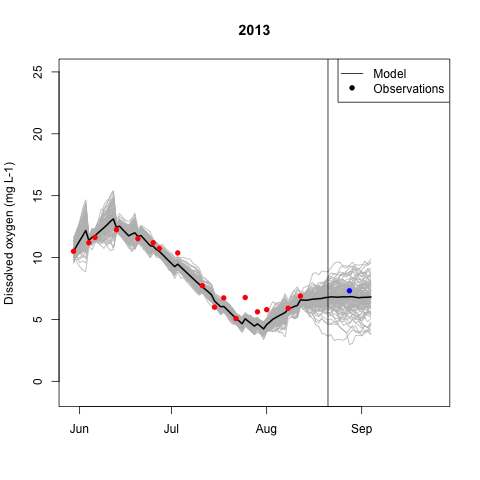 2013
Model
Observations
Dissolved oxygen (mg L-1)
25
20
15
10
5
0
Jun
Jul
Aug
Sep